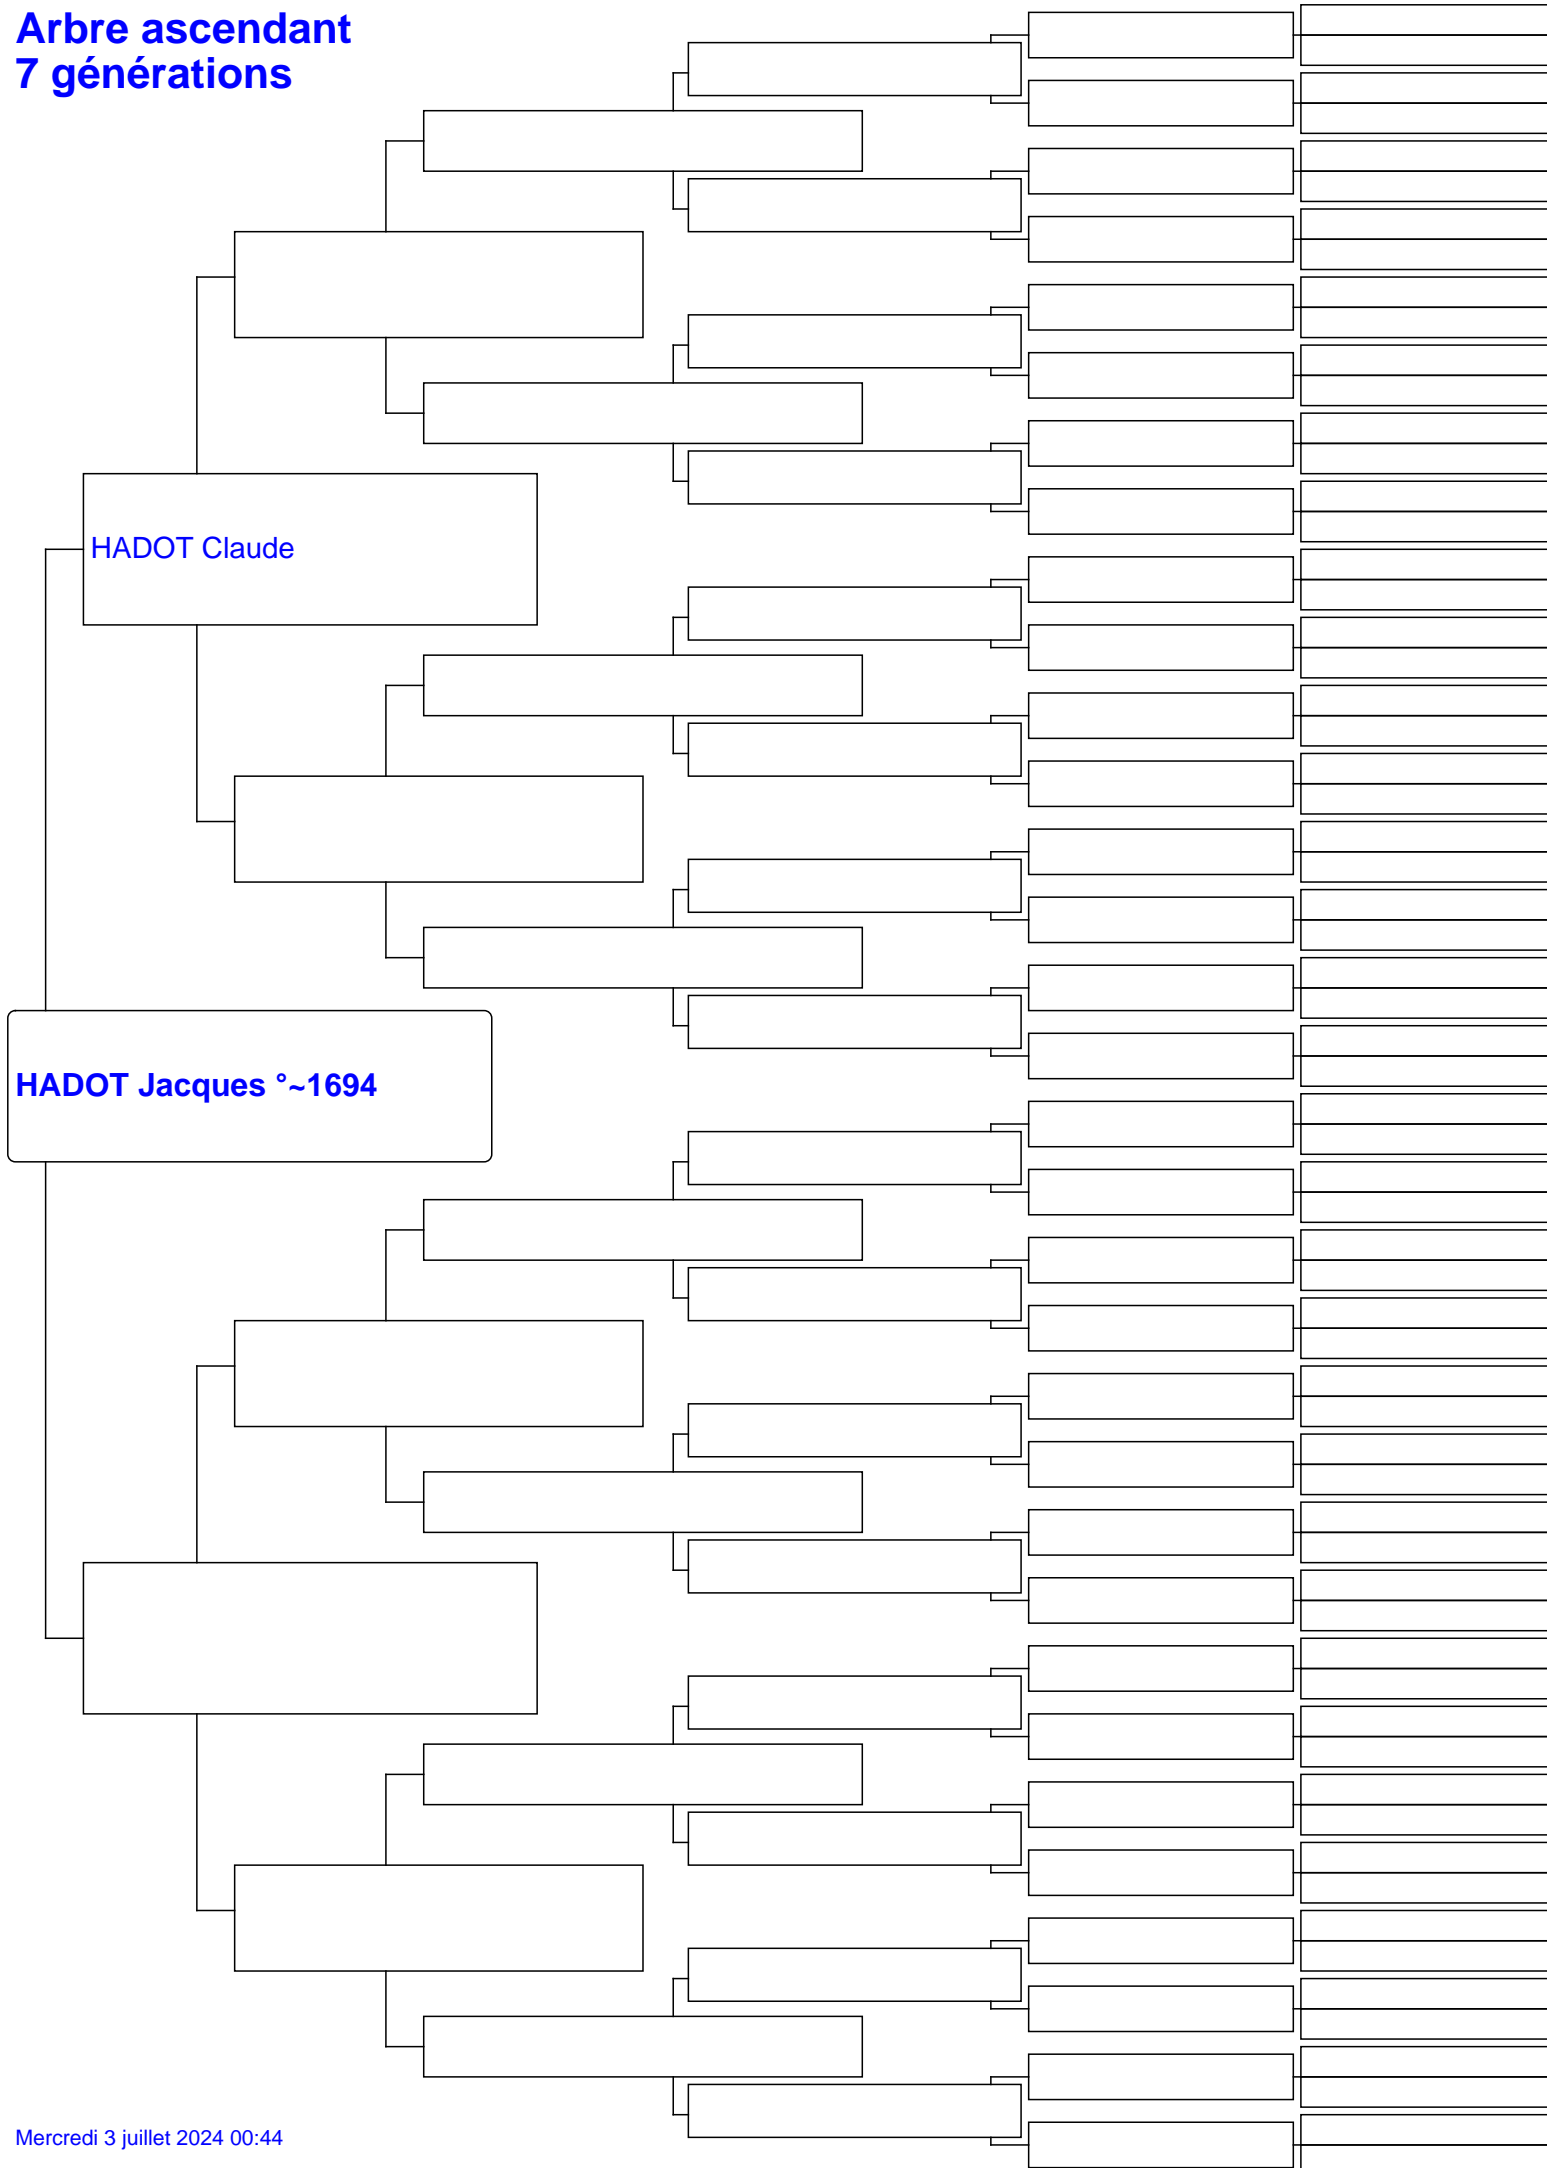 Arbre ascendant
7 générations
HADOT Claude
HADOT Jacques °~1694
Mercredi 3 juillet 2024 00:44